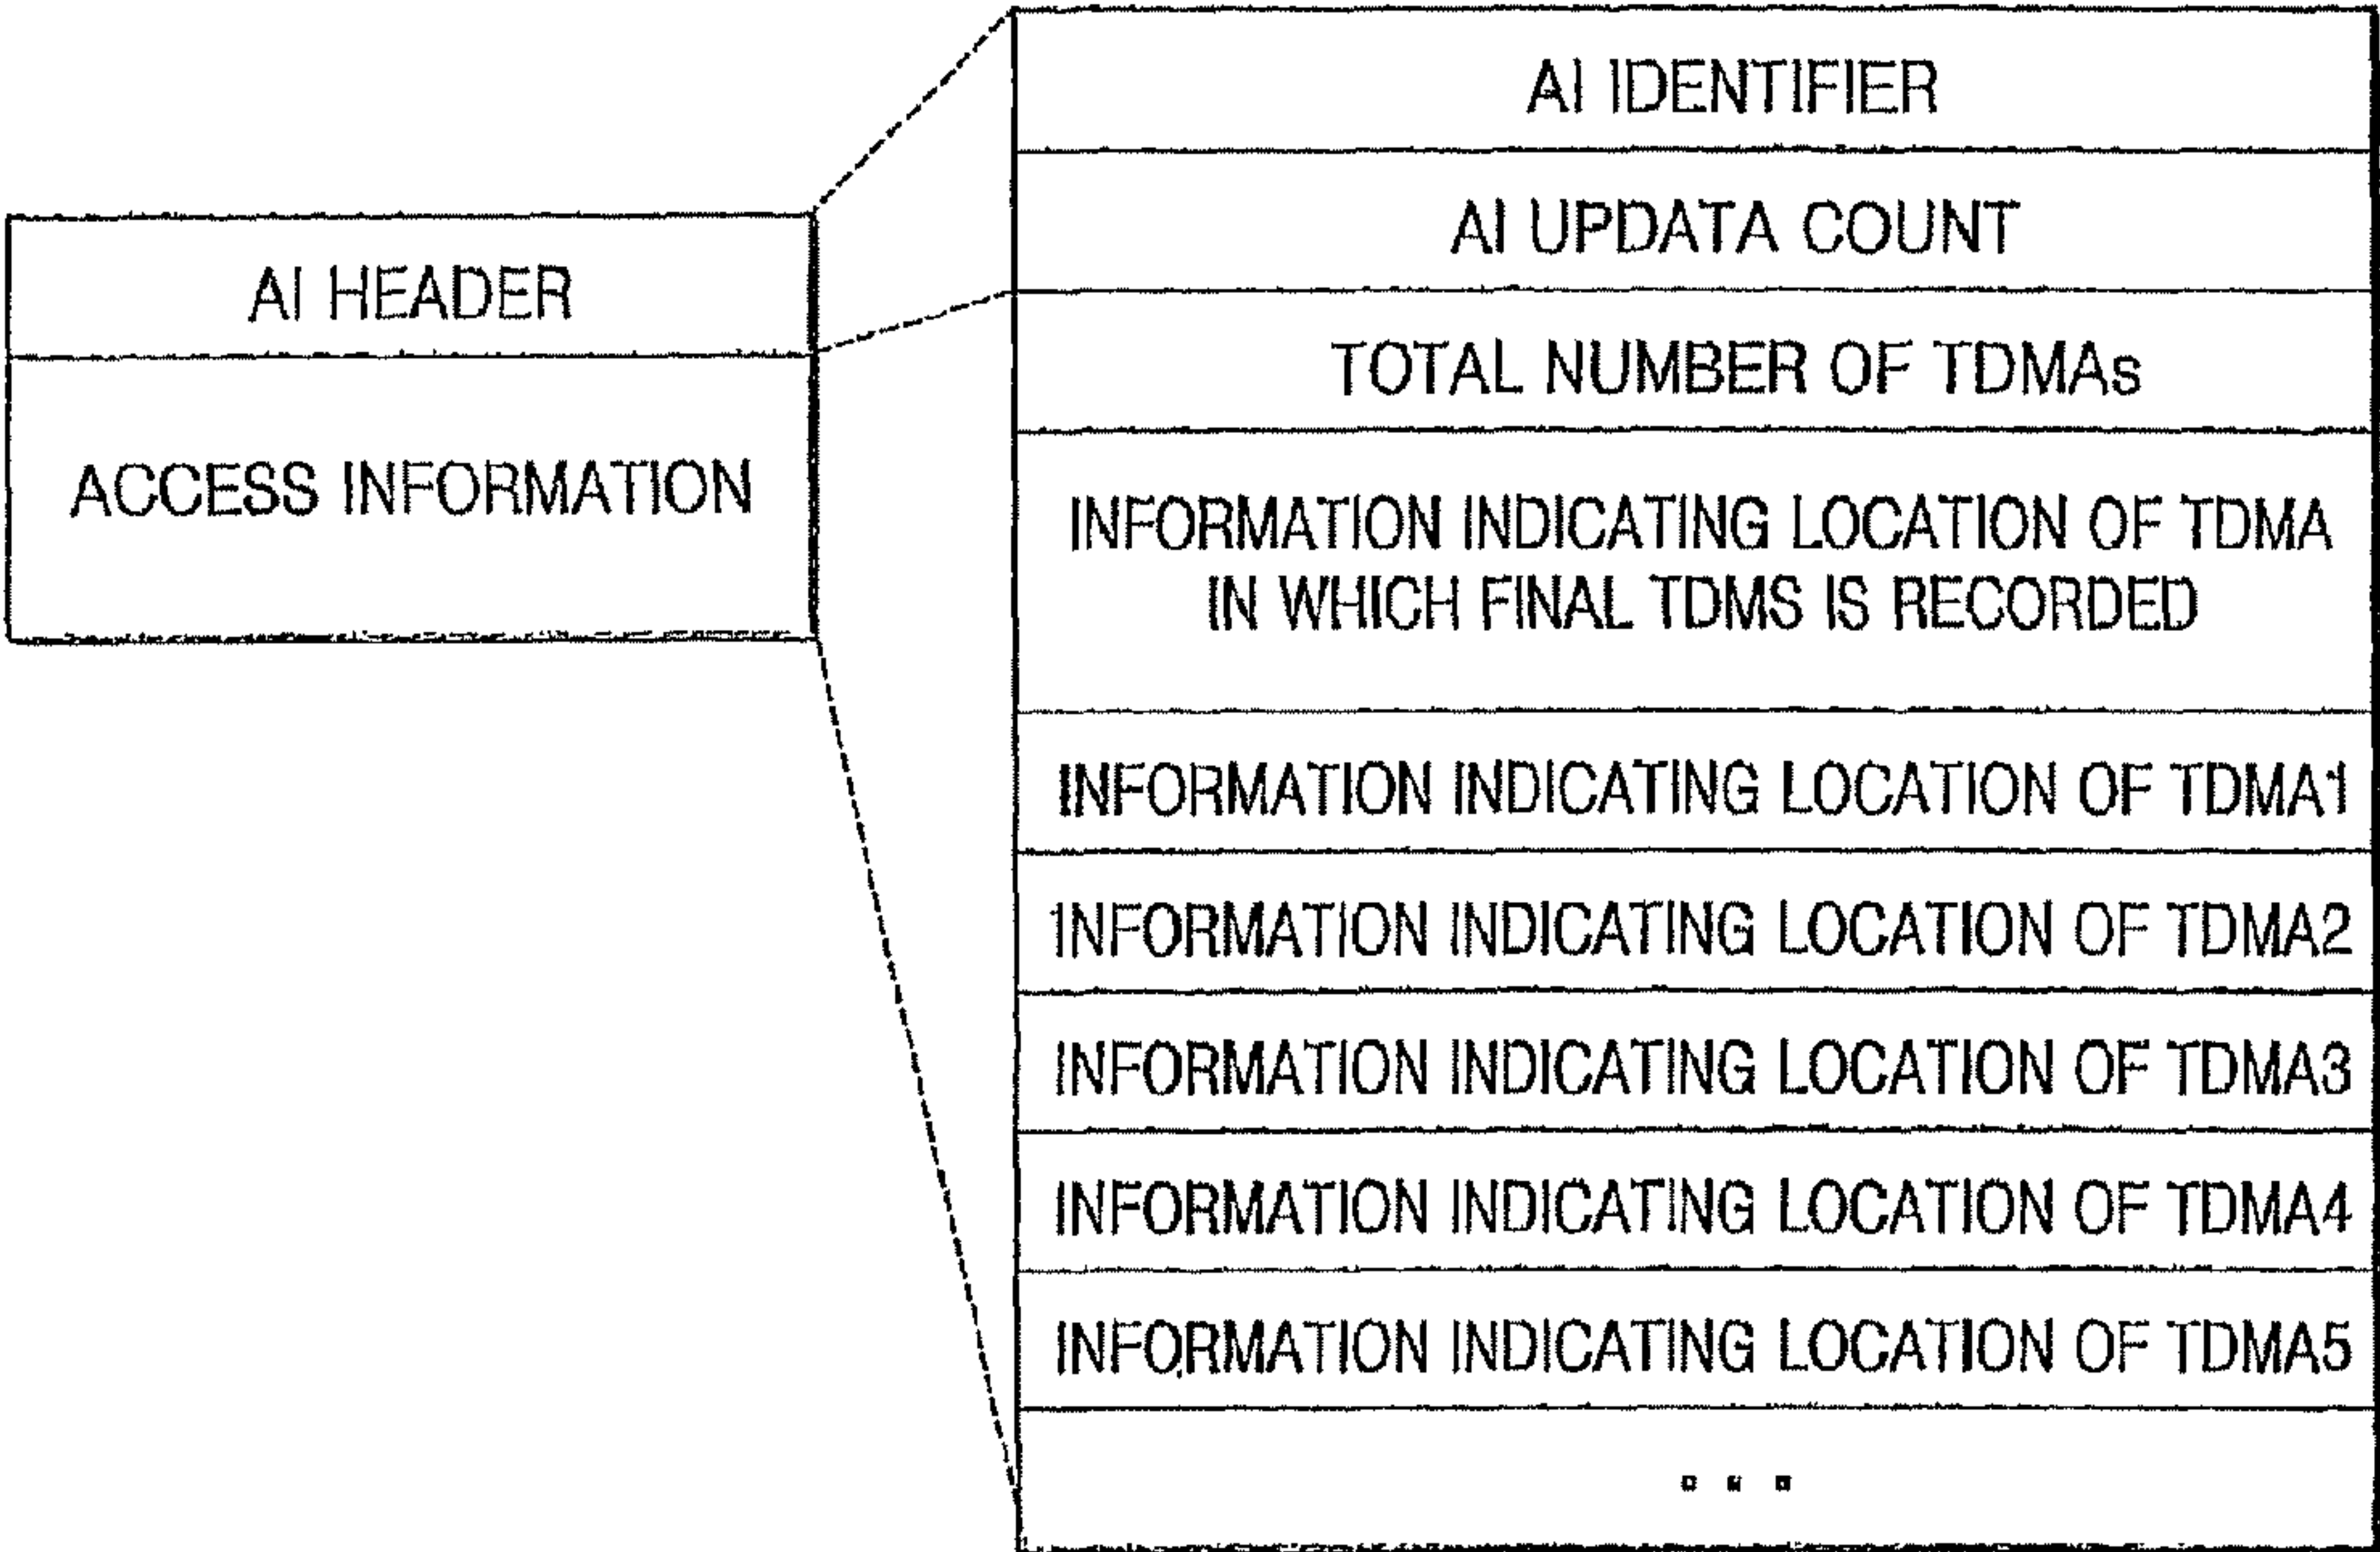 AI HEADER
ACCESS INFORMATION
AI IDENTIFIER
AI UPDATA COUNT
TOTAL NUMBER OF TDMAs
INFORMATION INDICATING LOCATION OF TDMA
IN WHICH FINAL TDMS IS RECORDED
INFORMATION INDICATING LOCATION OF TDMA1
INFORMATION INDICATING LOCATION OF TDMA2
INFORMATION INDICATING LOCATION OF TDMA3
INFORMATION INDICATING LOCATION OF TDMA4
INFORMATION INDICATING LOCATION OF TDMA5
...